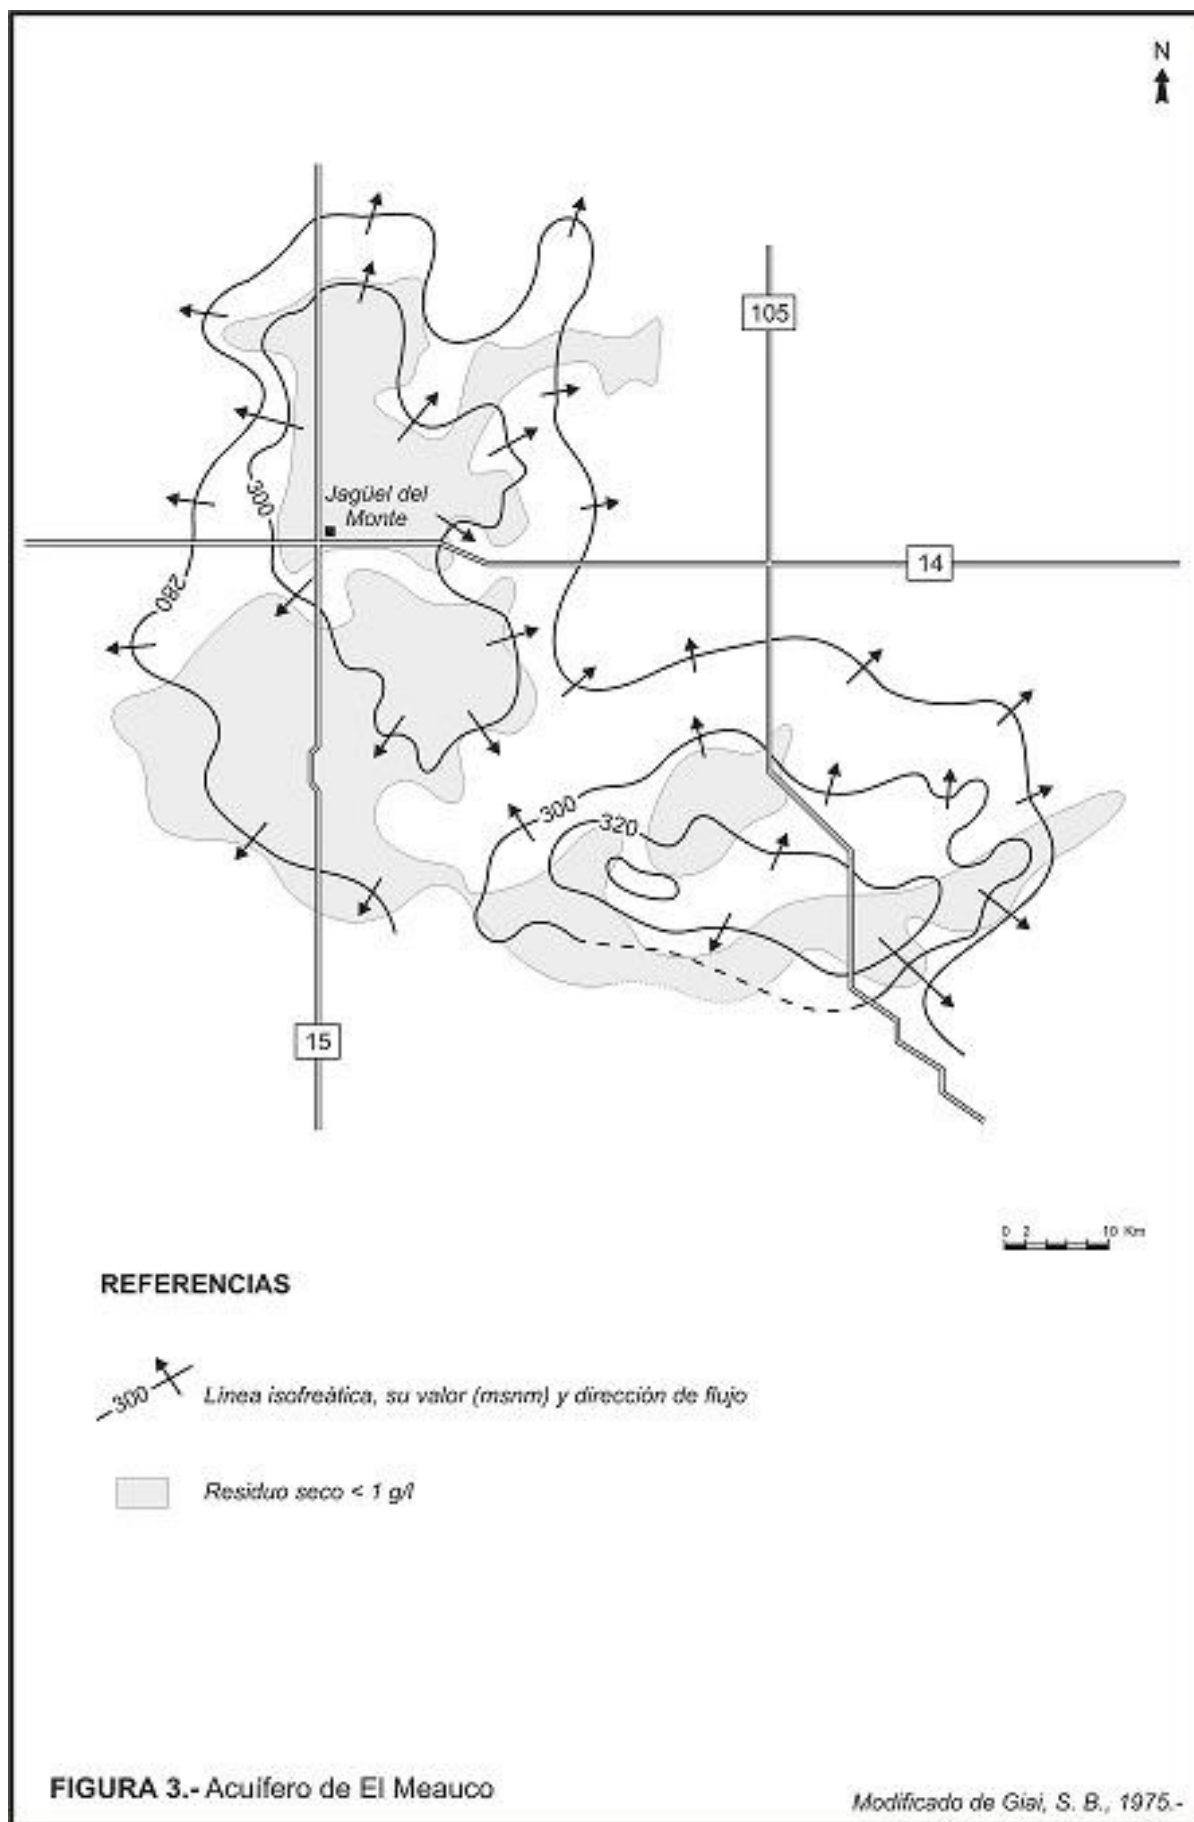 N
105
300
Jagüel del
Monte
14
280
300
320
15
0 2 10 Km
REFERENCIAS
300
Línea isofreática, su valor (msnm) y dirección de flujo
Residuo seco < 1 g/l
FIGURA 3.- Acuífero de El Meauco
Modificado de Giai, S. B., 1975.-